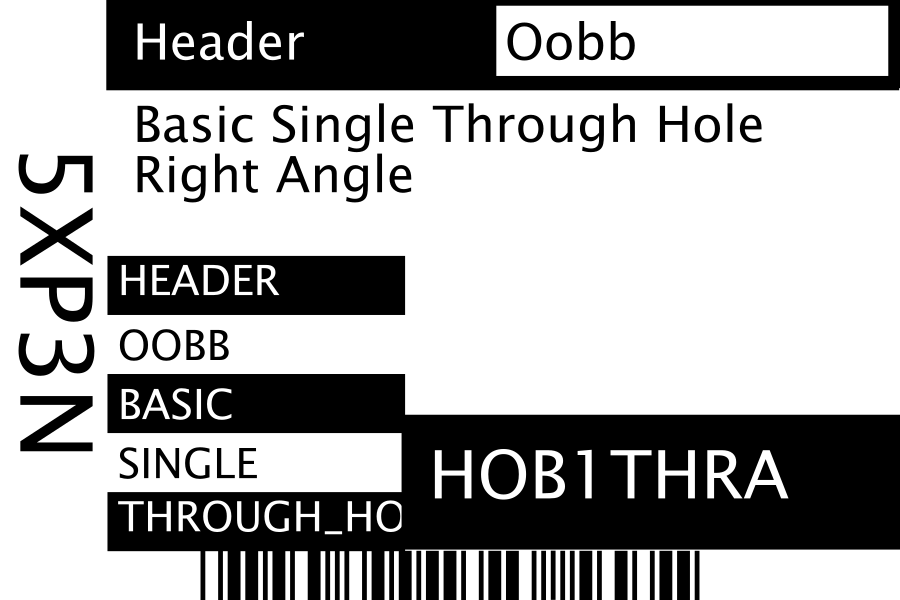 Header
Oobb
Basic Single Through Hole
Right Angle
5XP3N
HEADER
OOBB
BASIC
SINGLE
THROUGH_HO
HOB1THRA